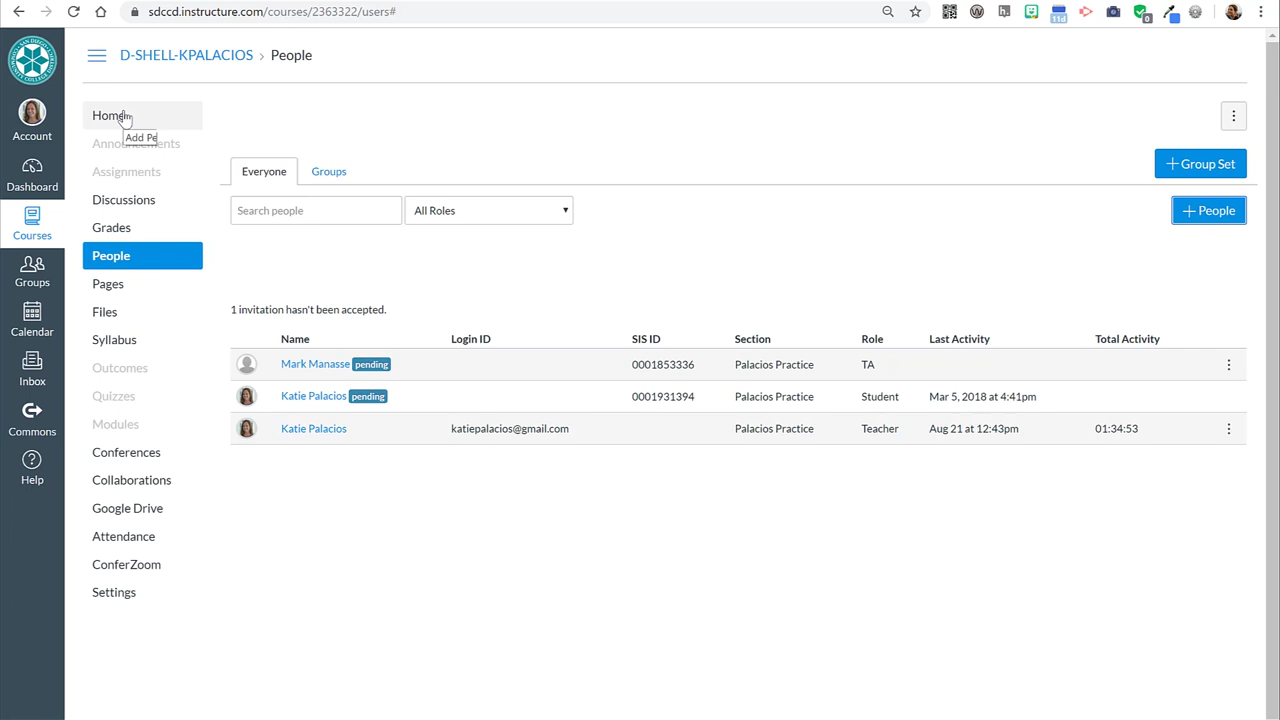 sdccd.instructure.com/courses/2363322/users#
11d
0
D-SHELL-KPALACIOS > People
Account
Dashboard
Courses
Groups
Calendar
Inbox
Commons
Help
Home
Add Pe
Announcements
Assignments
Discussions
Grades
People
Pages
Files
Syllabus
Outcomes
Quizzes
Modules
Conferences
Collaborations
Google Drive
Attendance
ConferZoom
Settings
Everyone
Groups
+ Group Set
Search people
All Roles
+ People
1 invitation hasn't been accepted.
Name Login ID SIS ID Section Role Last Activity Total Activity
Mark Manasse pending 0001853336 Palacios Practice TA
Katie Palacios pending 0001931394 Palacios Practice Student Mar 5, 2018 at 4:41pm
Katie Palacios katiepalacios@gmail.com Palacios Practice Teacher Aug 21 at 12:43pm 01:34:53